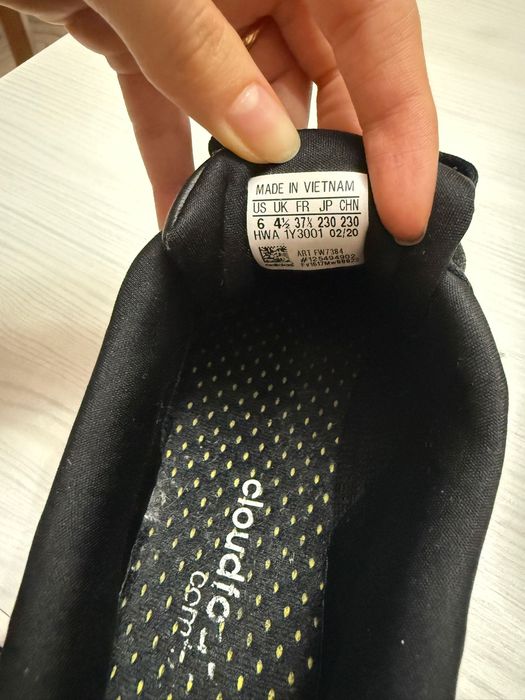 MADE IN VIETNAM
US UK FR JP CHN
6 4½ 37⅓ 230 230
HWA 1Y3001 02/20
ART FW7384
cloudfo
com